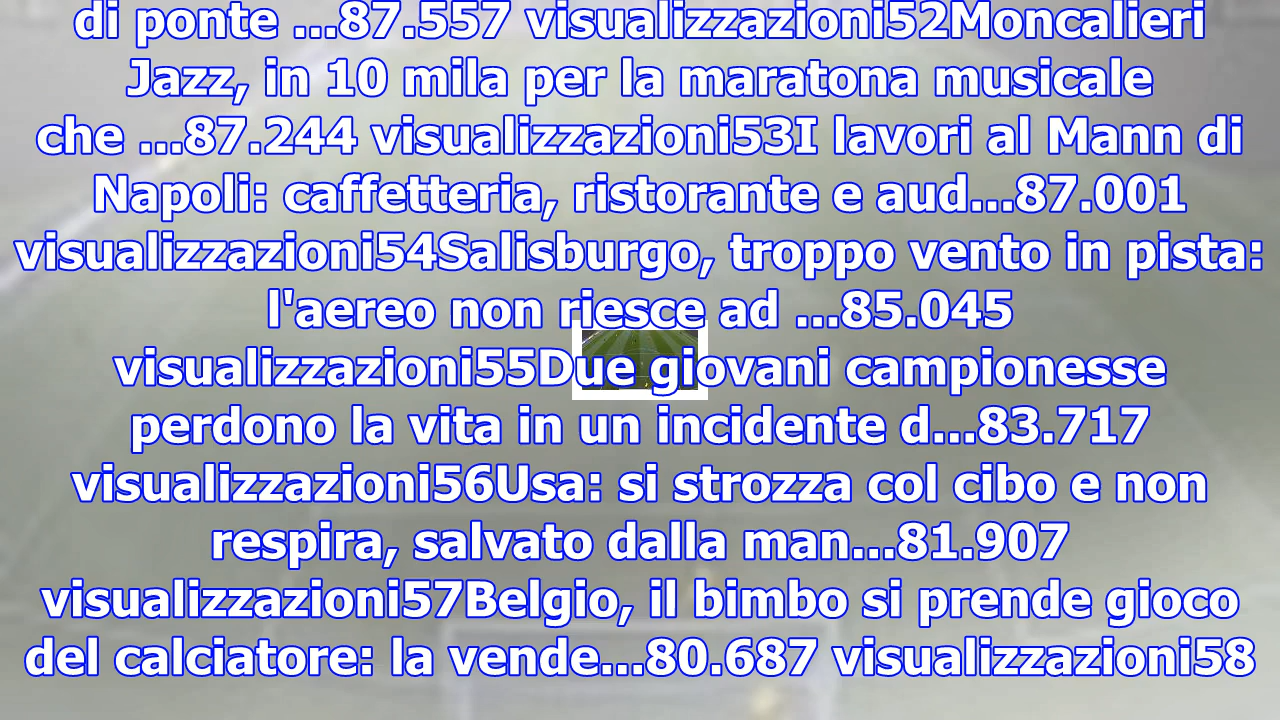 di ponte ...87.557 visualizzazioni52Moncalieri
Jazz, in 10 mila per la maratona musicale
che ...87.244 visualizzazioni53I lavori al Mann di
Napoli: caffetteria, ristorante e aud...87.001
visualizzazioni54Salisburgo, troppo vento in pista:
l'aereo non riesce ad ...85.045
visualizzazioni55Due giovani campionesse
perdono la vita in un incidente d...83.717
visualizzazioni56Usa: si strozza col cibo e non
respira, salvato dalla man...81.907
visualizzazioni57Belgio, il bimbo si prende gioco
del calciatore: la vende...80.687 visualizzazioni58